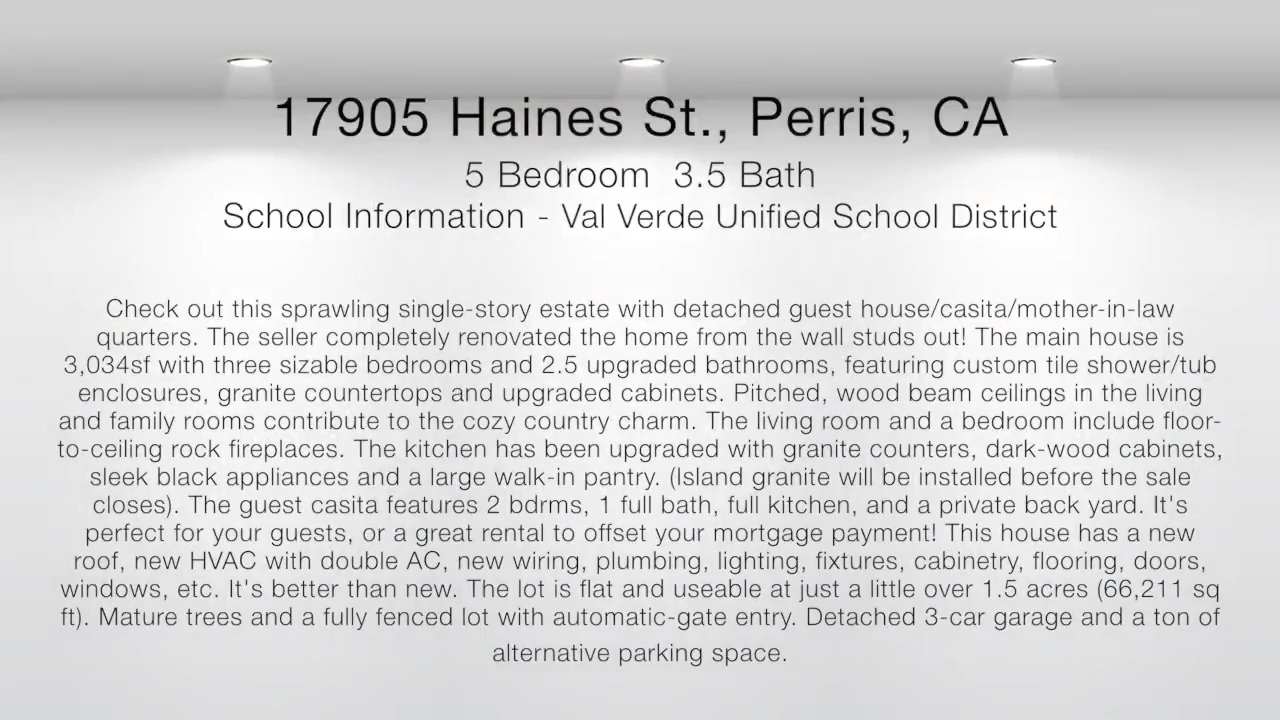 17905 Haines St., Perris, CA
5 Bedroom  3.5 Bath
School Information - Val Verde Unified School District
Check out this sprawling single-story estate with detached guest house/casita/mother-in-law
quarters. The seller completely renovated the home from the wall studs out! The main house is
3,034sf with three sizable bedrooms and 2.5 upgraded bathrooms, featuring custom tile shower/tub
enclosures, granite countertops and upgraded cabinets. Pitched, wood beam ceilings in the living
and family rooms contribute to the cozy country charm. The living room and a bedroom include floor-
to-ceiling rock fireplaces. The kitchen has been upgraded with granite counters, dark-wood cabinets,
sleek black appliances and a large walk-in pantry. (Island granite will be installed before the sale
closes). The guest casita features 2 bdrms, 1 full bath, full kitchen, and a private back yard. It's
perfect for your guests, or a great rental to offset your mortgage payment! This house has a new
roof, new HVAC with double AC, new wiring, plumbing, lighting, fixtures, cabinetry, flooring, doors,
windows, etc. It's better than new. The lot is flat and useable at just a little over 1.5 acres (66,211 sq
ft). Mature trees and a fully fenced lot with automatic-gate entry. Detached 3-car garage and a ton of
alternative parking space.